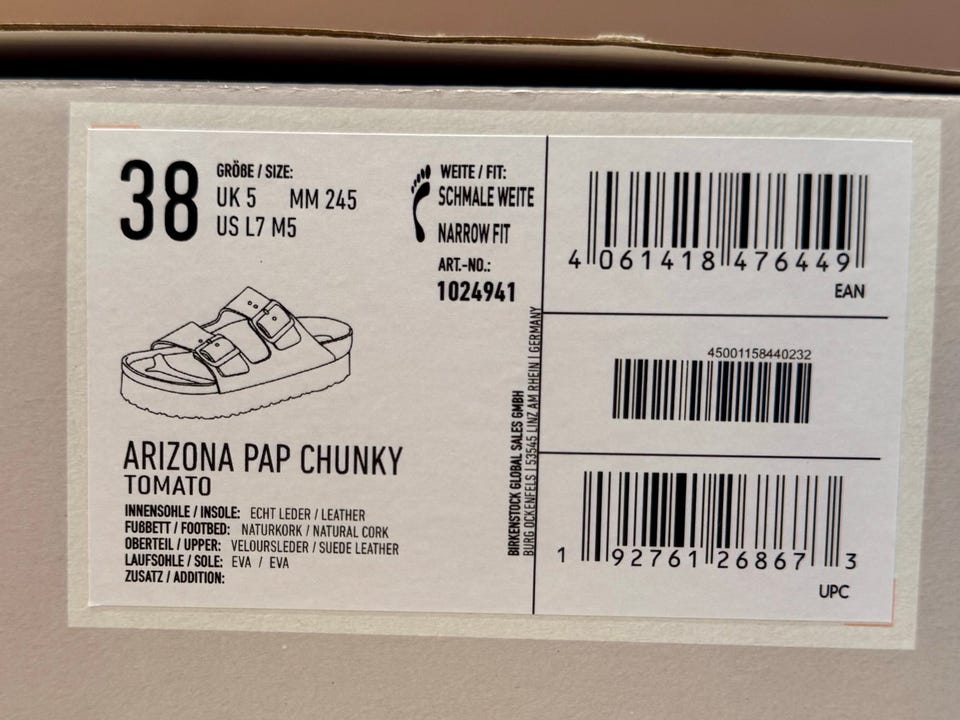 38
GRÖßE / SIZE:
UK 5 MM 245
US L7 M5
WEITE / FIT:
SCHMALE WEITE
NARROW FIT
ART.-NO.:
1024941
ARIZONA PAP CHUNKY
TOMATO
INNENSOHLE / INSOLE: ECHT LEDER / LEATHER
FUßBETT / FOOTBED: NATURKORK / NATURAL CORK
OBERTEIL / UPPER: VELOURSLEDER / SUEDE LEATHER
LAUFSOHLE / SOLE: EVA / EVA
ZUSATZ / ADDITION:
BIRKENSTOCK GLOBAL SALES GMBH
BURG OCKENFELS | 53545 LINZ AM RHEIN | GERMANY
4 061418 476449
EAN
45001158440232
1 92761 26867 3
UPC